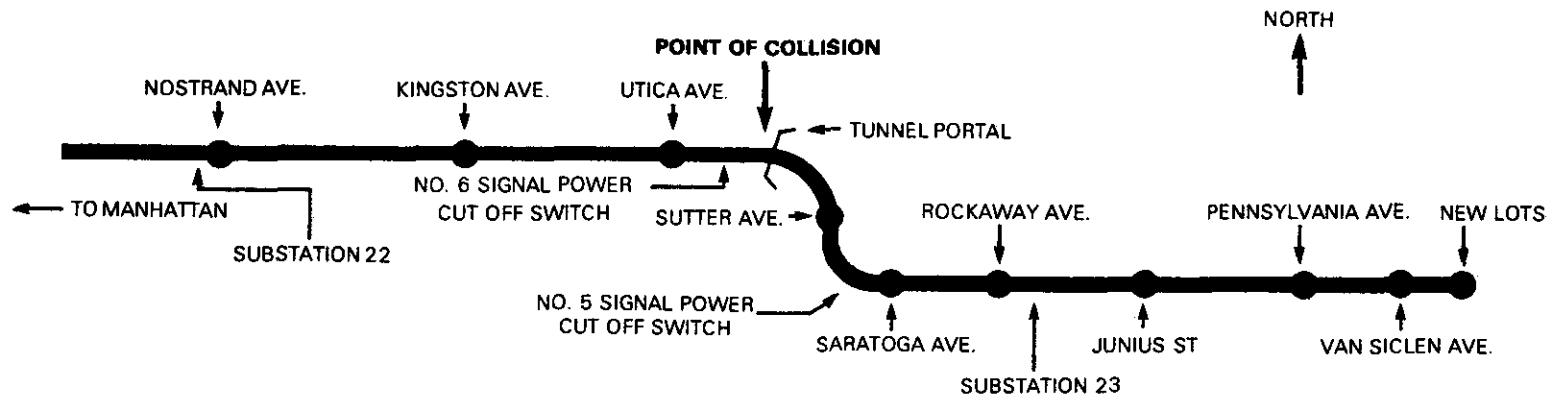 NORTH
POINT OF COLLISION
NOSTRAND AVE.
KINGSTON AVE.
UTICA AVE.
TUNNEL PORTAL
NO. 6 SIGNAL POWER
CUT OFF SWITCH
TO MANHATTAN
SUTTER AVE.
ROCKAWAY AVE.
PENNSYLVANIA AVE.
NEW LOTS
SUBSTATION 22
NO. 5 SIGNAL POWER
CUT OFF SWITCH
SARATOGA AVE.
JUNIUS ST
VAN SICLEN AVE.
SUBSTATION 23